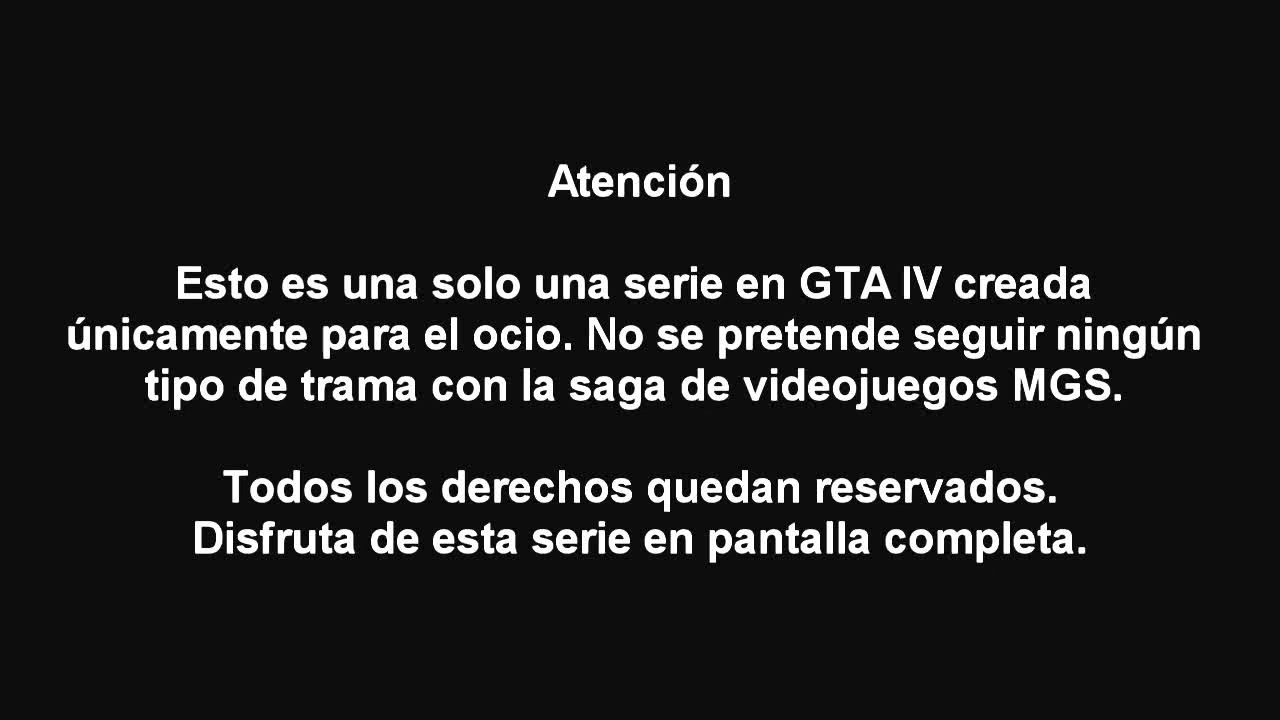 Atención
Esto es una solo una serie en GTA IV creada
únicamente para el ocio. No se pretende seguir ningún
tipo de trama con la saga de videojuegos MGS.
Todos los derechos quedan reservados.
Disfruta de esta serie en pantalla completa.